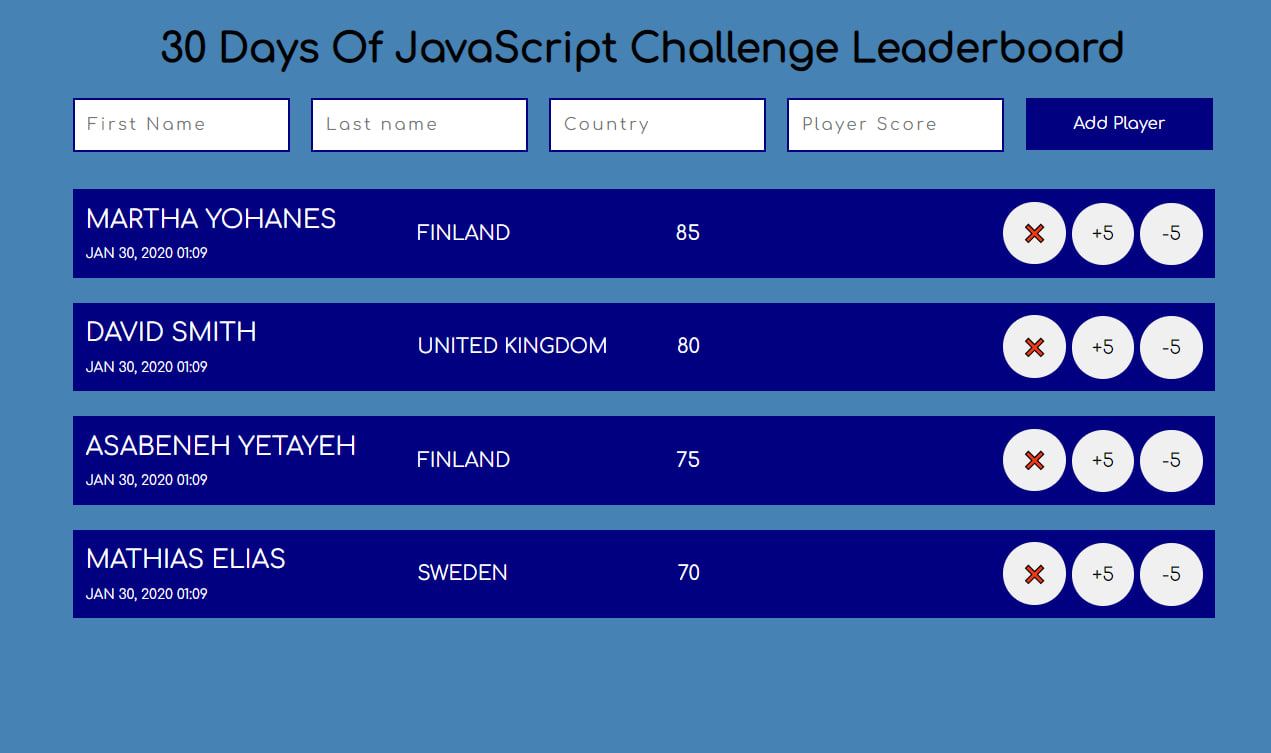 30 Days Of JavaScript Challenge Leaderboard
First Name Last name Country Player Score Add Player
MARTHA YOHANES FINLAND 85 +5 -5
JAN 30, 2020 01:09
DAVID SMITH UNITED KINGDOM 80 +5 -5
JAN 30, 2020 01:09
ASABENEH YETAYEH FINLAND 75 +5 -5
JAN 30, 2020 01:09
MATHIAS ELIAS SWEDEN 70 +5 -5
JAN 30, 2020 01:09